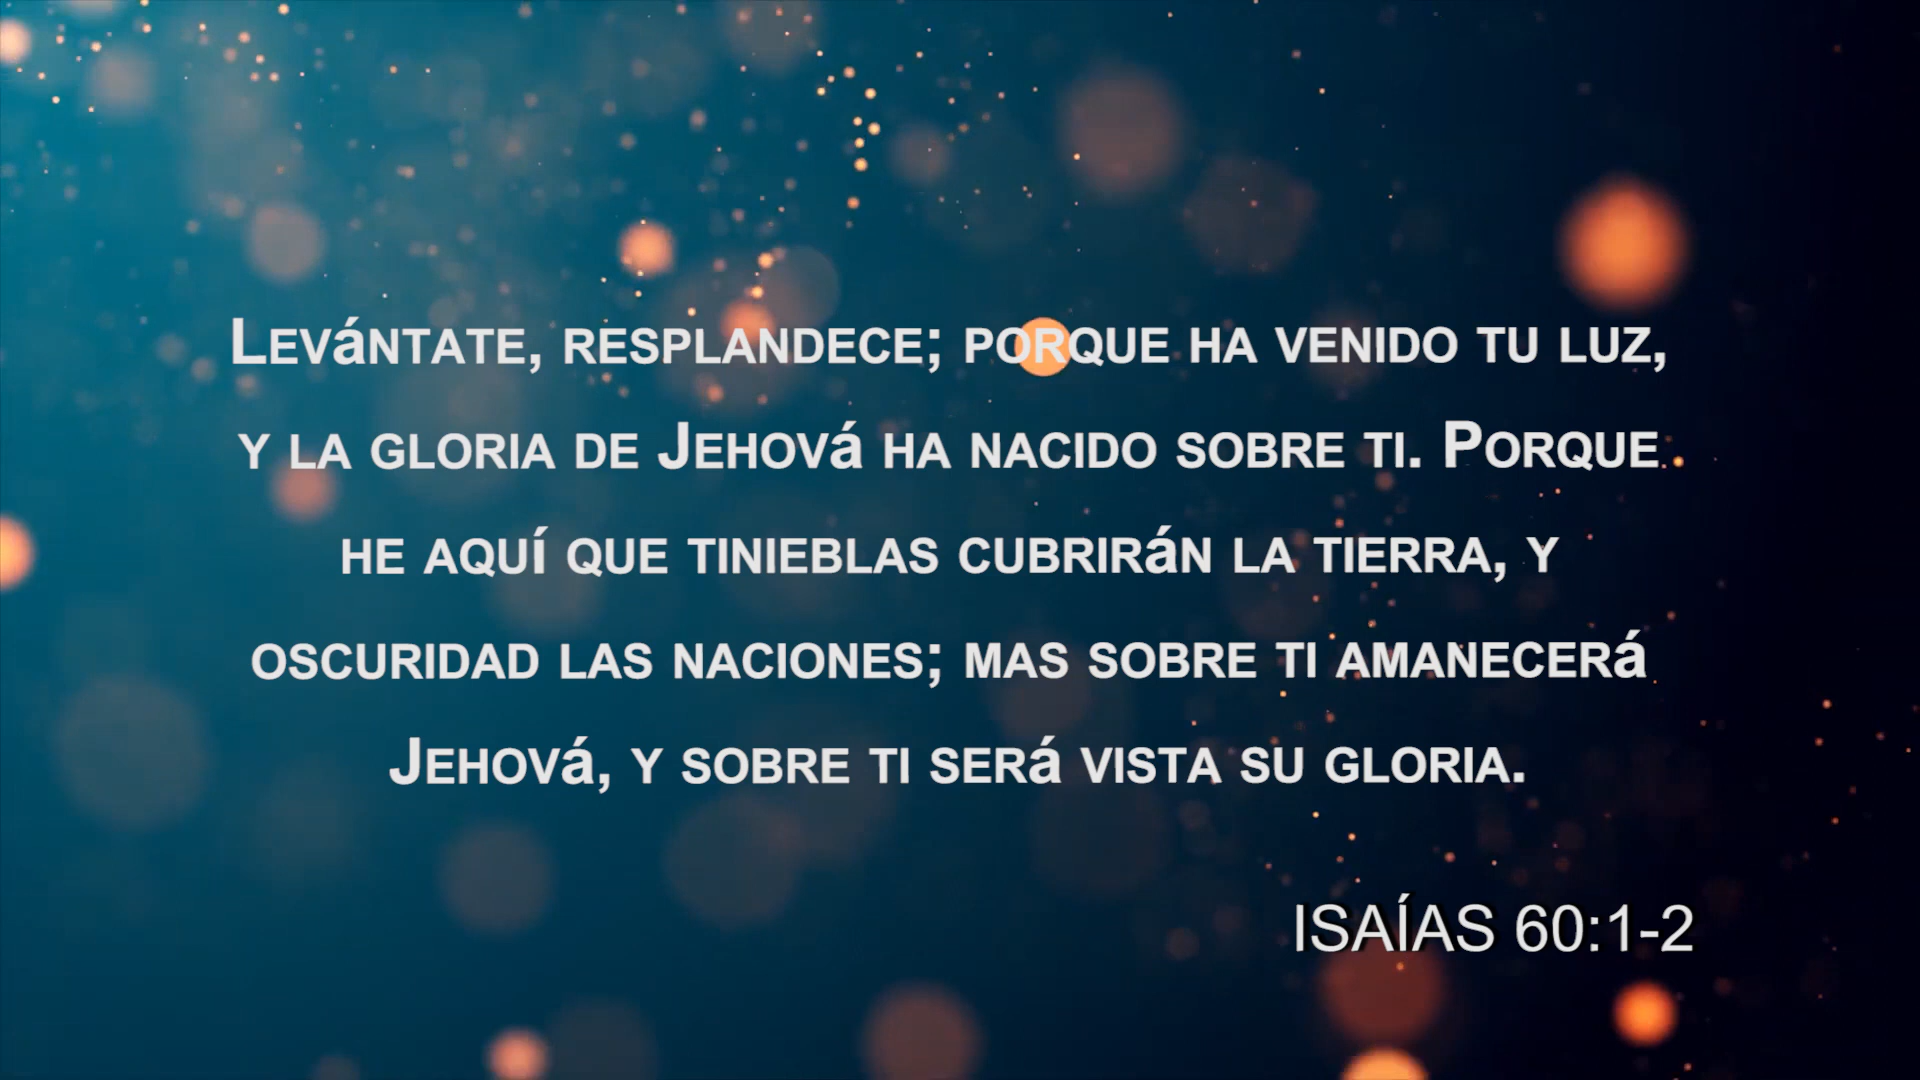 Levántate, resplandece; porque ha venido tu luz,
y la gloria de Jehová ha nacido sobre ti. Porque
he aquí que tinieblas cubrirán la tierra, y
oscuridad las naciones; mas sobre ti amanecerá
Jehová, y sobre ti será vista su gloria.
ISAÍAS 60:1-2